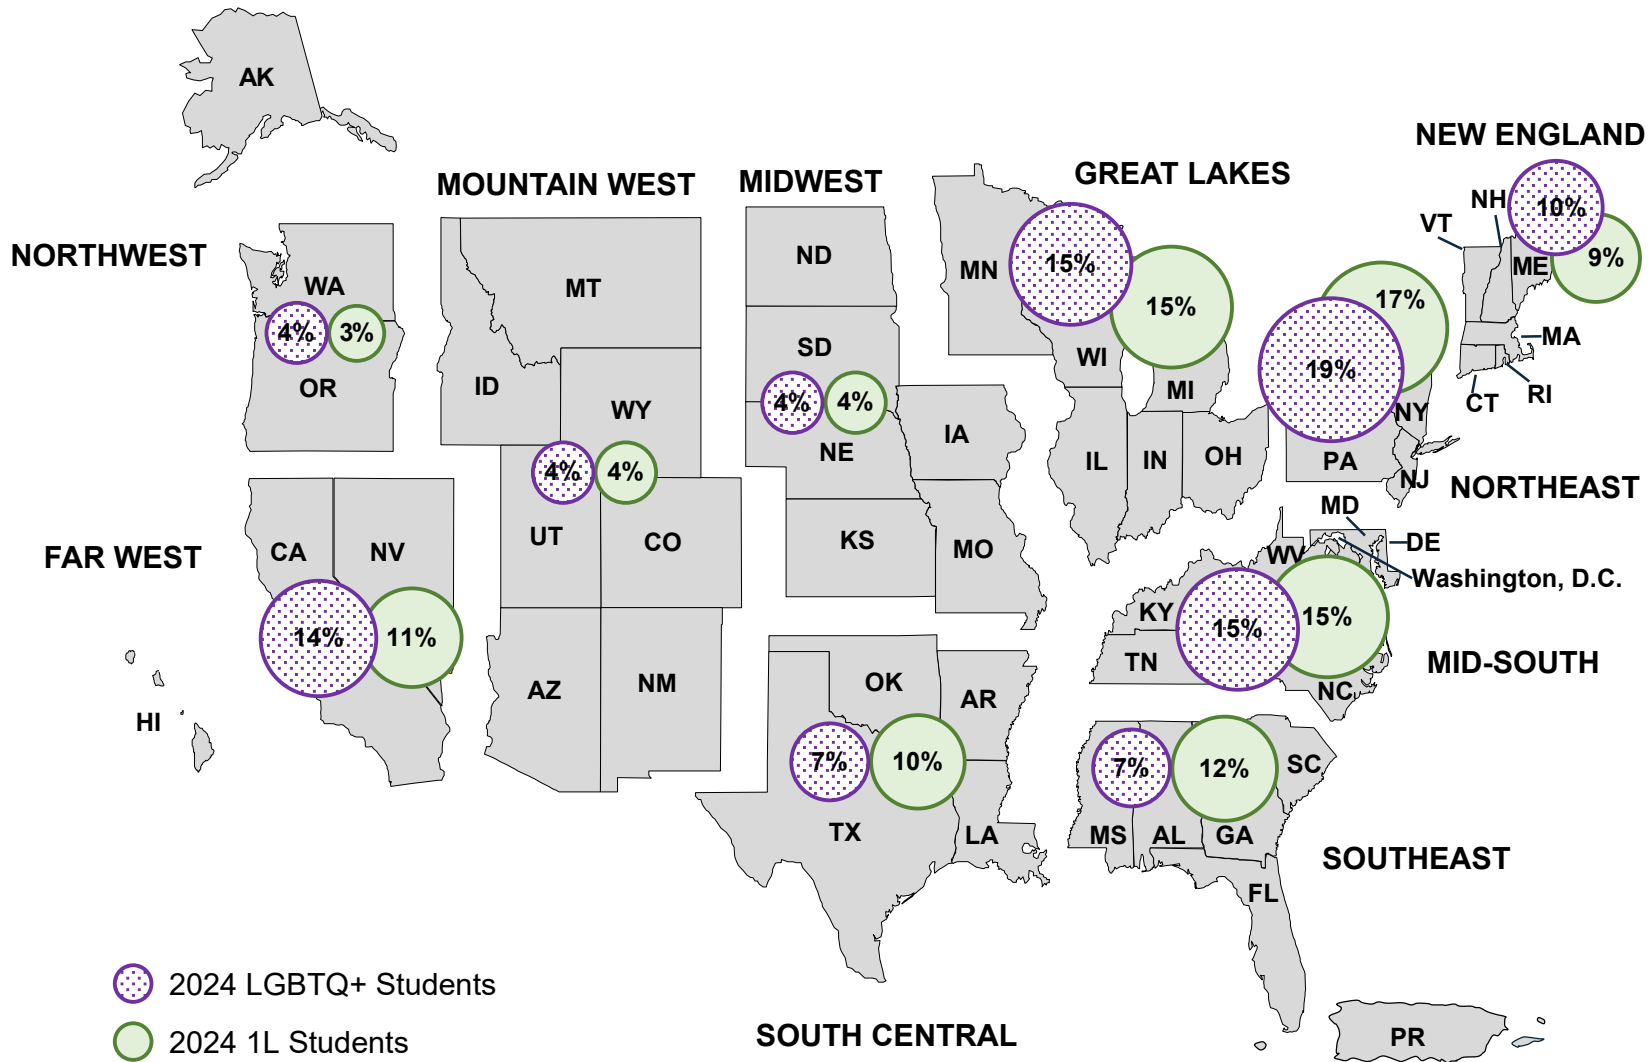 AK
NEW ENGLAND
NH
10%
VT
ME
9%
MA
RI
CT
GREAT LAKES
MN
15%
15%
WI
MI
IL
IN
OH
MOUNTAIN WEST
MT
ID
WY
4%
4%
UT
CO
AZ
NM
MIDWEST
ND
SD
4%
4%
NE
IA
KS
MO
NORTHWEST
WA
4%
3%
OR
17%
19%
NY
PA
NJ
NORTHEAST
MD
DE
Washington, D.C.
WV
KY
15%
15%
TN
NC
MID-SOUTH
FAR WEST
CA
NV
14%
11%
HI
OK
AR
7%
10%
TX
LA
SOUTH CENTRAL
7%
12%
SC
MS
AL
GA
FL
SOUTHEAST
PR
2024 LGBTQ+ Students
2024 1L Students